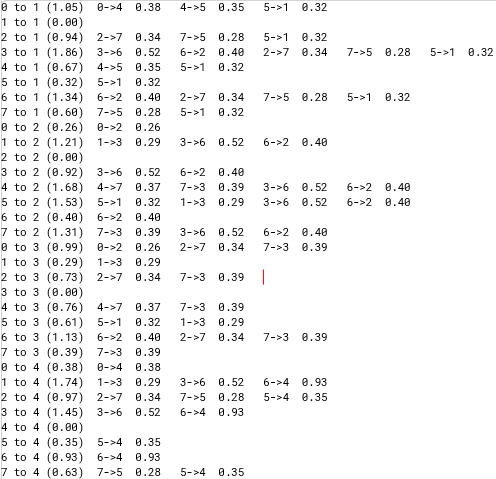 0 to 1 (1.05)  0->4  0.38   4->5  0.35   5->1  0.32
1 to 1 (0.00)
2 to 1 (0.94)  2->7  0.34   7->5  0.28   5->1  0.32
3 to 1 (1.86)  3->6  0.52   6->2  0.40   2->7  0.34   7->5  0.28   5->1  0.32
4 to 1 (0.67)  4->5  0.35   5->1  0.32
5 to 1 (0.32)  5->1  0.32
6 to 1 (1.34)  6->2  0.40   2->7  0.34   7->5  0.28   5->1  0.32
7 to 1 (0.60)  7->5  0.28   5->1  0.32
0 to 2 (0.26)  0->2  0.26
1 to 2 (1.21)  1->3  0.29   3->6  0.52   6->2  0.40
2 to 2 (0.00)
3 to 2 (0.92)  3->6  0.52   6->2  0.40
4 to 2 (1.68)  4->7  0.37   7->3  0.39   3->6  0.52   6->2  0.40
5 to 2 (1.53)  5->1  0.32   1->3  0.29   3->6  0.52   6->2  0.40
6 to 2 (0.40)  6->2  0.40
7 to 2 (1.31)  7->3  0.39   3->6  0.52   6->2  0.40
0 to 3 (0.99)  0->2  0.26   2->7  0.34   7->3  0.39
1 to 3 (0.29)  1->3  0.29
2 to 3 (0.73)  2->7  0.34   7->3  0.39
3 to 3 (0.00)
4 to 3 (0.76)  4->7  0.37   7->3  0.39
5 to 3 (0.61)  5->1  0.32   1->3  0.29
6 to 3 (1.13)  6->2  0.40   2->7  0.34   7->3  0.39
7 to 3 (0.39)  7->3  0.39
0 to 4 (0.38)  0->4  0.38
1 to 4 (1.74)  1->3  0.29   3->6  0.52   6->4  0.93
2 to 4 (0.97)  2->7  0.34   7->5  0.28   5->4  0.35
3 to 4 (1.45)  3->6  0.52   6->4  0.93
4 to 4 (0.00)
5 to 4 (0.35)  5->4  0.35
6 to 4 (0.93)  6->4  0.93
7 to 4 (0.63)  7->5  0.28   5->4  0.35